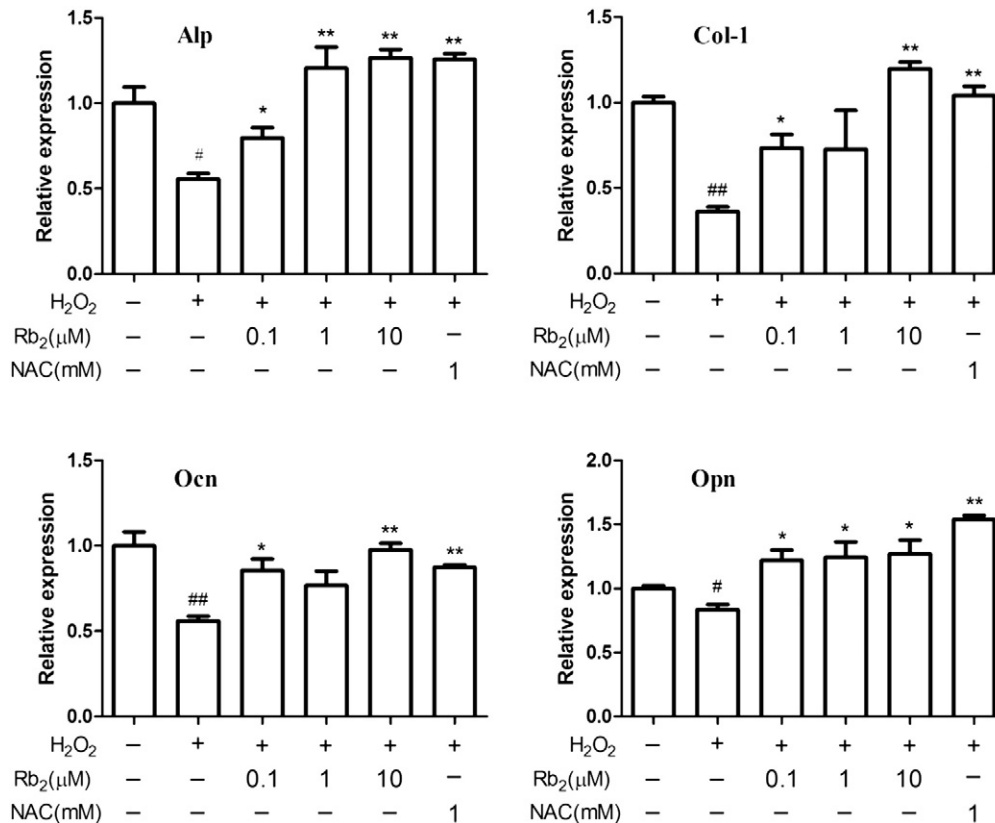 Alp
Relative expression
1.5
1.0
0.5
0.0
# * ** ** **
H₂O₂ – + + + + +
Rb₂(μM) – – 0.1 1 10 –
NAC(mM) – – – – – 1
Col-1
Relative expression
1.5
1.0
0.5
0.0
## * ** **
H₂O₂ – + + + + +
Rb₂(μM) – – 0.1 1 10 –
NAC(mM) – – – – – 1
Ocn
Relative expression
1.5
1.0
0.5
0.0
## * ** **
H₂O₂ – + + + + +
Rb₂(μM) – – 0.1 1 10 –
NAC(mM) – – – – – 1
Opn
Relative expression
2.0
1.5
1.0
0.5
0.0
# * * * **
H₂O₂ – + + + + +
Rb₂(μM) – – 0.1 1 10 –
NAC(mM) – – – – – 1